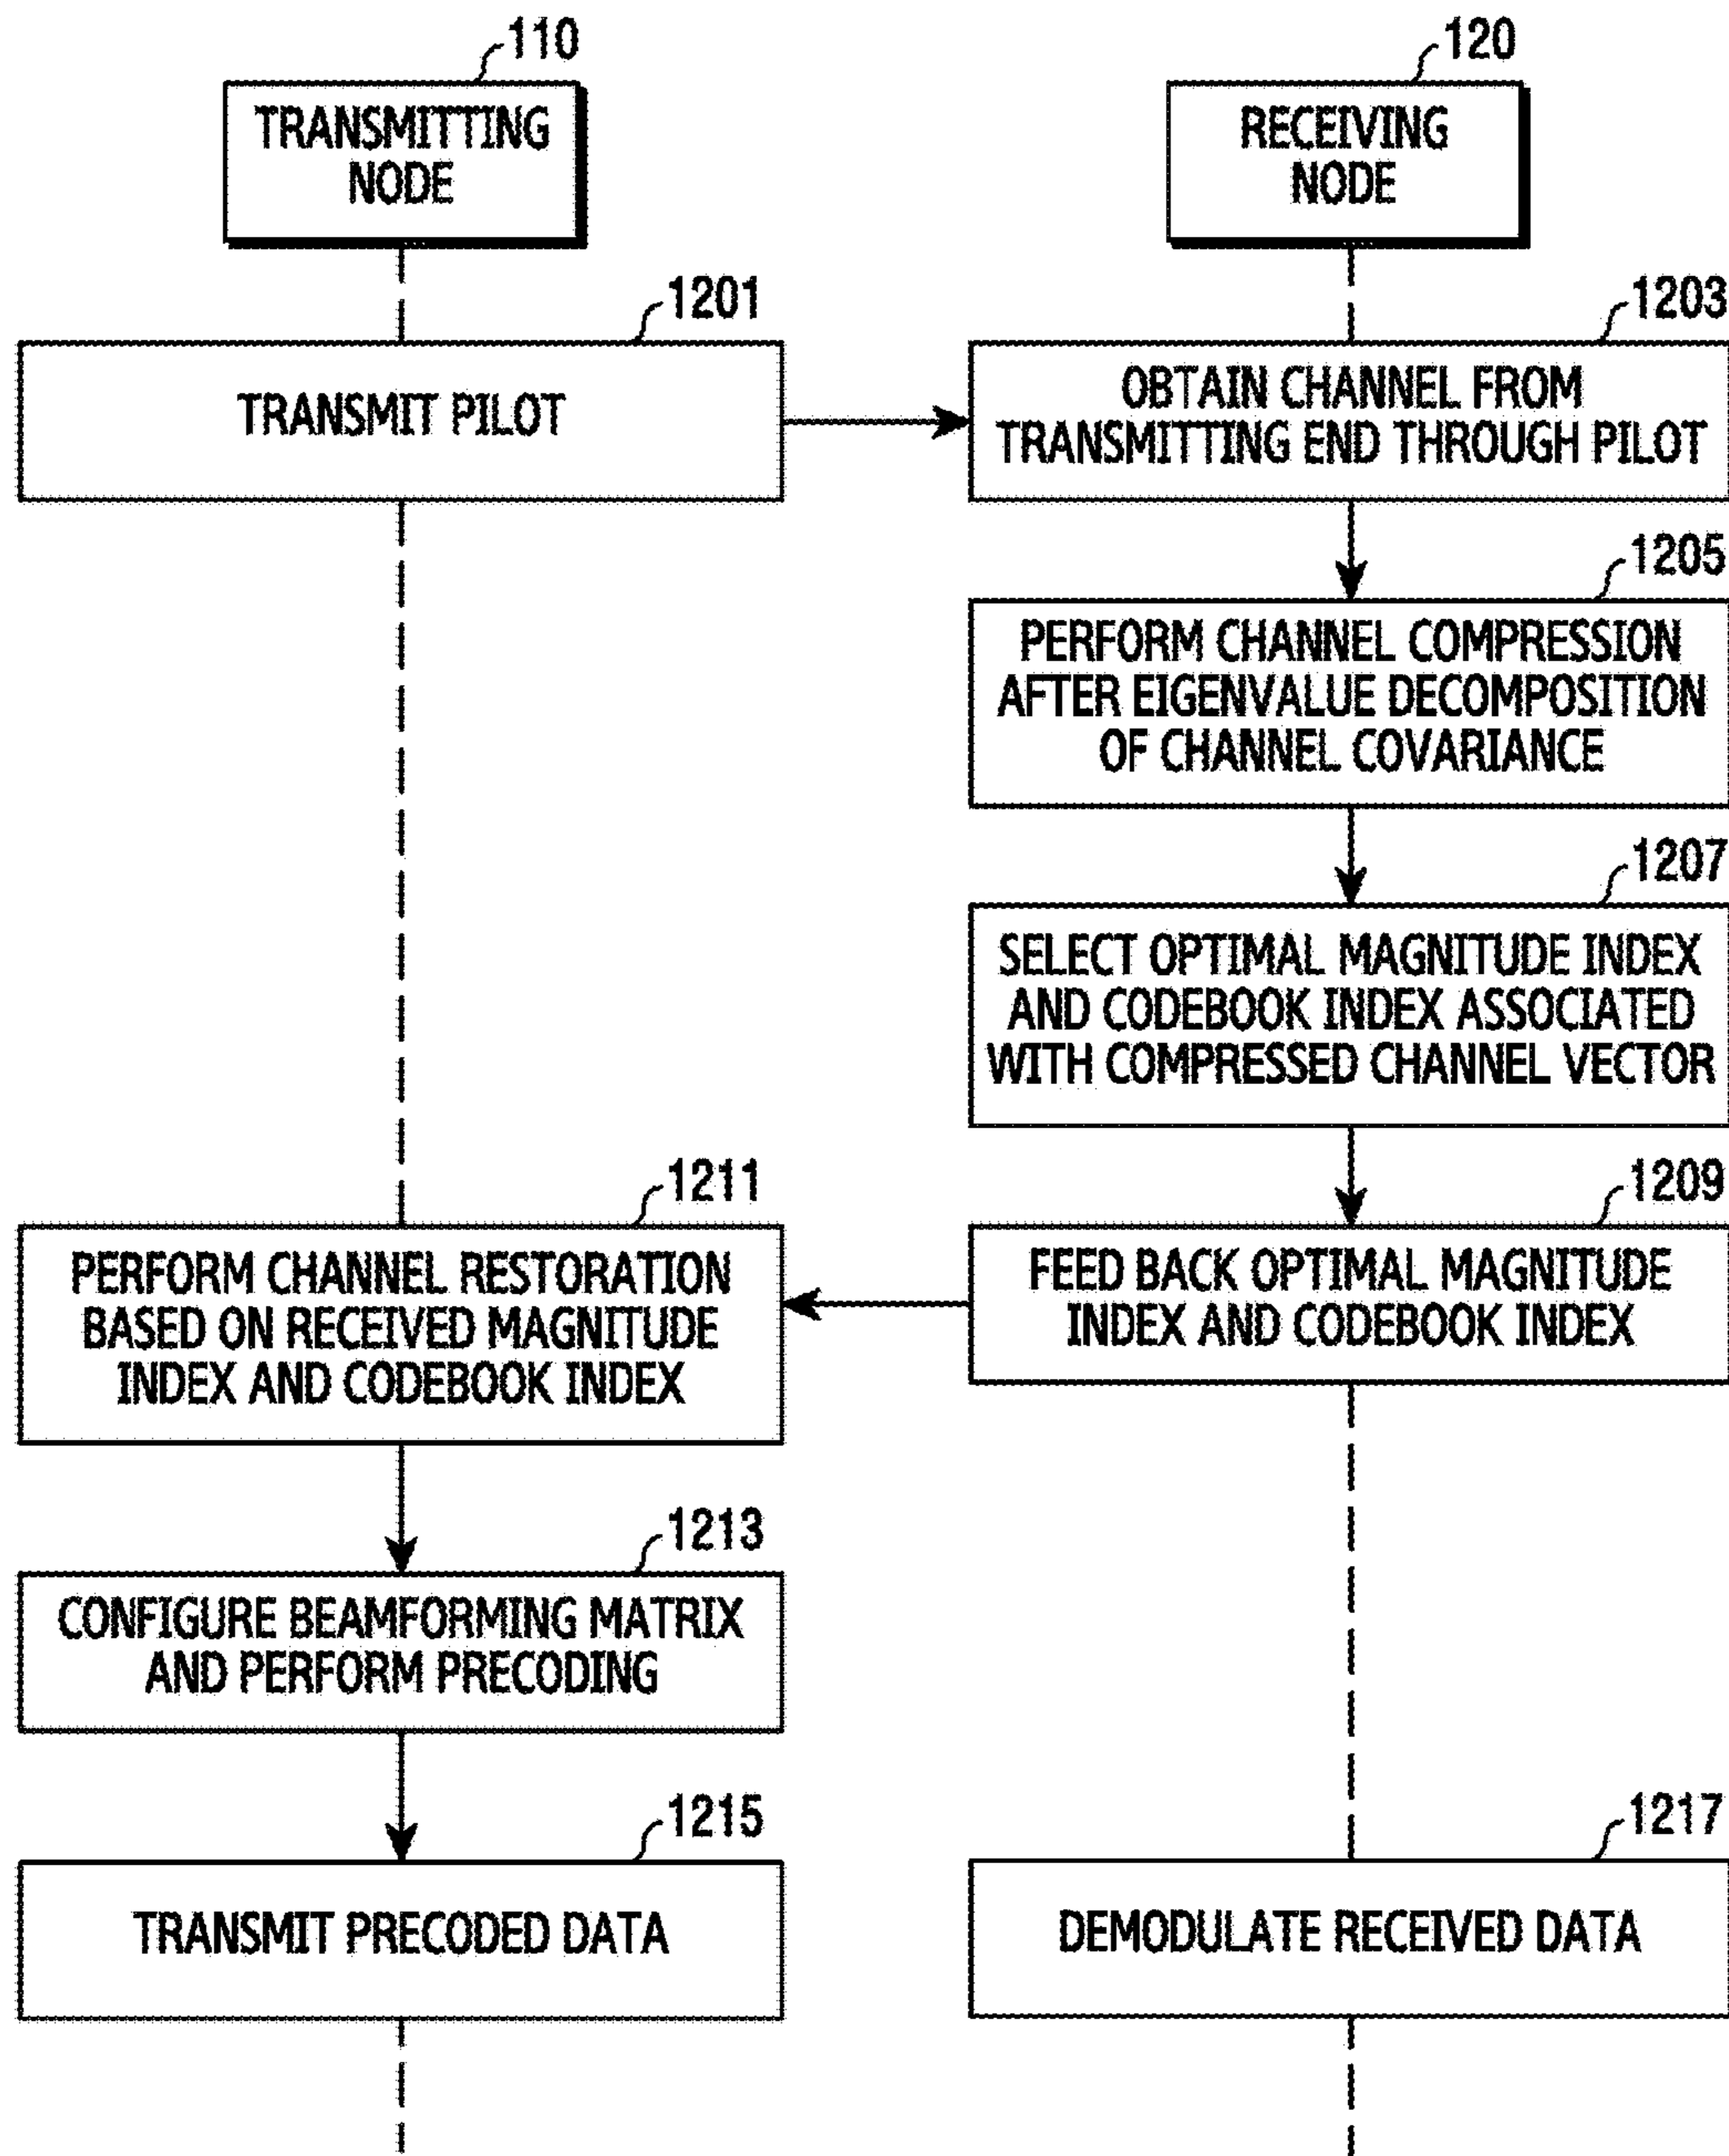 110
TRANSMITTING
NODE
120
RECEIVING
NODE
1201
TRANSMIT PILOT
1203
OBTAIN CHANNEL FROM
TRANSMITTING END THROUGH PILOT
1205
PERFORM CHANNEL COMPRESSION
AFTER EIGENVALUE DECOMPOSITION
OF CHANNEL COVARIANCE
1207
SELECT OPTIMAL MAGNITUDE INDEX
AND CODEBOOK INDEX ASSOCIATED
WITH COMPRESSED CHANNEL VECTOR
1209
FEED BACK OPTIMAL MAGNITUDE
INDEX AND CODEBOOK INDEX
1211
PERFORM CHANNEL RESTORATION
BASED ON RECEIVED MAGNITUDE
INDEX AND CODEBOOK INDEX
1213
CONFIGURE BEAMFORMING MATRIX
AND PERFORM PRECODING
1215
TRANSMIT PRECODED DATA
1217
DEMODULATE RECEIVED DATA